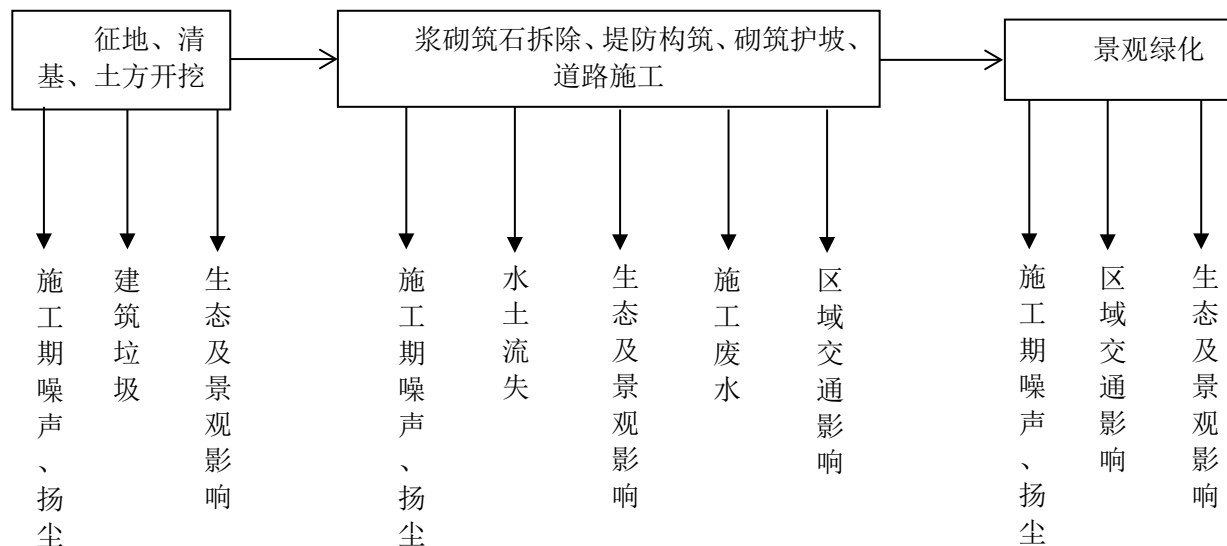 征地、清
基、土方开挖
浆砌筑石拆除、堤防构筑、砌筑护坡、
道路施工
景观绿化
施工期噪声、扬尘
建筑垃圾
生态及景观影响
施工期噪声、扬尘
水土流失
生态及景观影响
施工废水
区域交通影响
施工期噪声、扬尘
区域交通影响
生态及景观影响